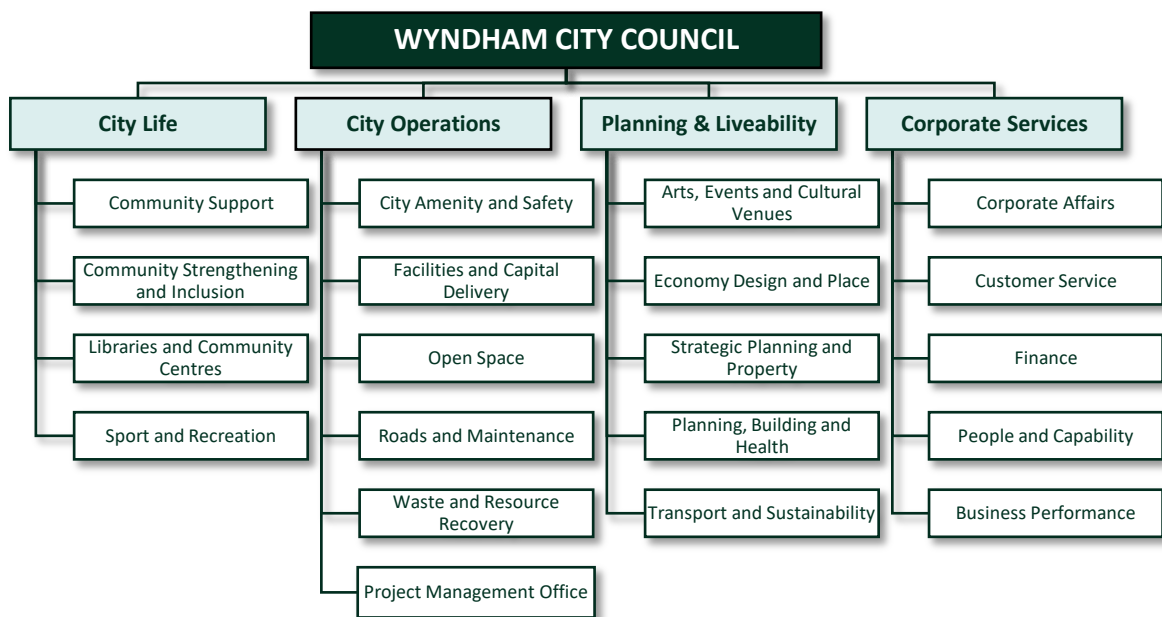 WYNDHAM CITY COUNCIL
City Life
Community Support
Community Strengthening
and Inclusion
Libraries and Community
Centres
Sport and Recreation
City Operations
City Amenity and Safety
Facilities and Capital
Delivery
Open Space
Roads and Maintenance
Waste and Resource
Recovery
Project Management Office
Planning & Liveability
Arts, Events and Cultural
Venues
Economy Design and Place
Strategic Planning and
Property
Planning, Building and
Health
Transport and Sustainability
Corporate Services
Corporate Affairs
Customer Service
Finance
People and Capability
Business Performance